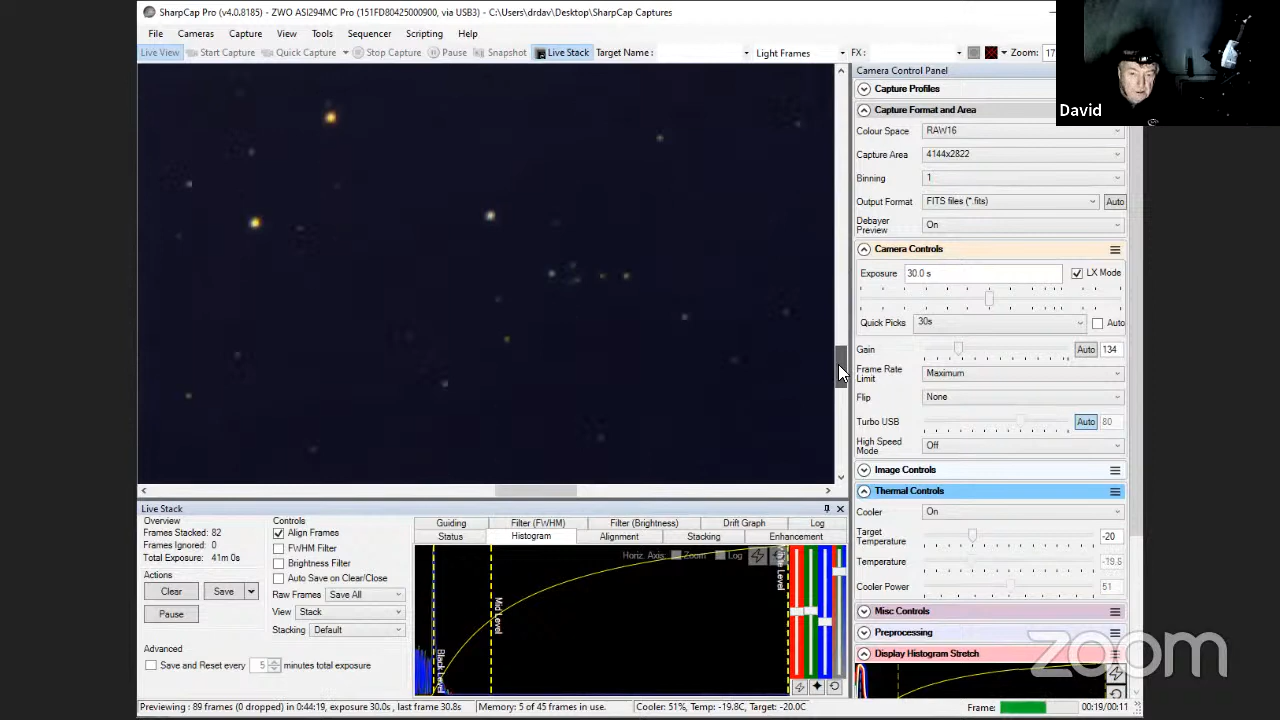 SharpCap Pro (v4.0.8185) - ZWO ASI294MC Pro (151FD80425000900, via USB3) - C:\Users\drdav\Desktop\SharpCap Captures
File Cameras Capture View Tools Sequencer Scripting Help
Live View Start Capture Quick Capture Stop Capture Pause Snapshot Live Stack Target Name: Light Frames FX: Zoom: 17
Camera Control Panel
Capture Profiles
Capture Format and Area
Colour Space RAW16
Capture Area 4144x2822
Binning 1
Output Format FITS files (*.fits) Auto
Debayer Preview On
Camera Controls
Exposure 30.0 s LX Mode
Quick Picks 30s Auto
Gain Auto 134
Frame Rate Limit Maximum
Flip None
Turbo USB Auto 80
High Speed Mode Off
Image Controls
Thermal Controls
Cooler On
Target Temperature -20
Temperature -19.8
Cooler Power 51
Misc Controls
Preprocessing
Display Histogram Stretch
David
Live Stack
Overview
Frames Stacked: 82
Frames Ignored: 0
Total Exposure: 41m 0s
Actions
Clear Save
Pause
Controls
Align Frames
FWHM Filter
Brightness Filter
Auto Save on Clear/Close
Raw Frames Save All
View Stack
Stacking Default
Advanced
Save and Reset every 5 minutes total exposure
Guiding Filter (FWHM) Filter (Brightness) Drift Graph Log
Status Histogram Alignment Stacking Enhancement
Horiz. Axis: Zoom Log
Black Level
Mid Level
Previewing : 89 frames (0 dropped) in 0:44:19, exposure 30.0s , last frame 30.8s Memory: 5 of 45 frames in use. Cooler: 51%, Temp: -19.8C, Target: -20.0C Frame: 00:19/00:11
zoom